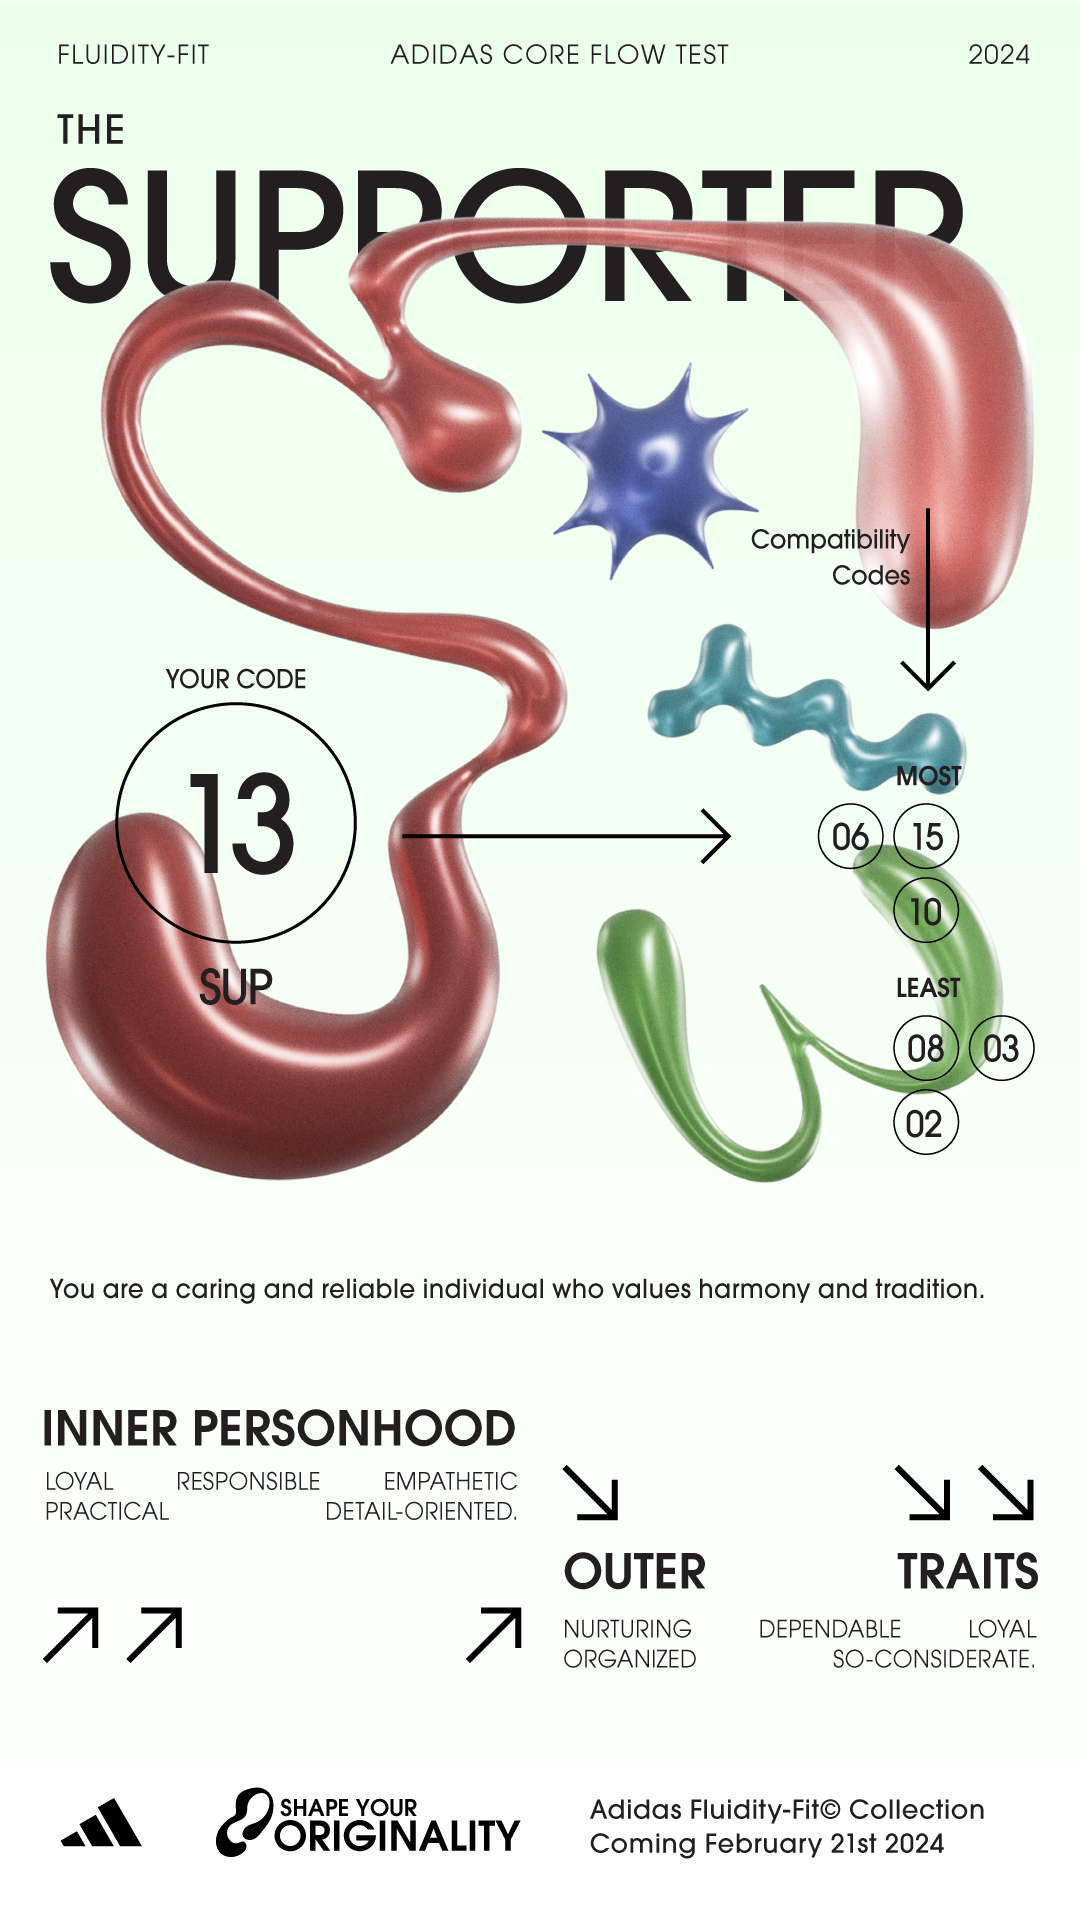 FLUIDITY-FIT
ADIDAS CORE FLOW TEST
2024
THE
SUPPORTER
Compatibility
Codes
YOUR CODE
13
SUP
MOST
06 15
10
LEAST
08 03
02
You are a caring and reliable individual who values harmony and tradition.
INNER PERSONHOOD
LOYAL RESPONSIBLE EMPATHETIC
PRACTICAL DETAIL-ORIENTED.
OUTER TRAITS
NURTURING DEPENDABLE LOYAL
ORGANIZED SO-CONSIDERATE.
SHAPE YOUR
ORIGINALITY
Adidas Fluidity-Fit© Collection
Coming February 21st 2024